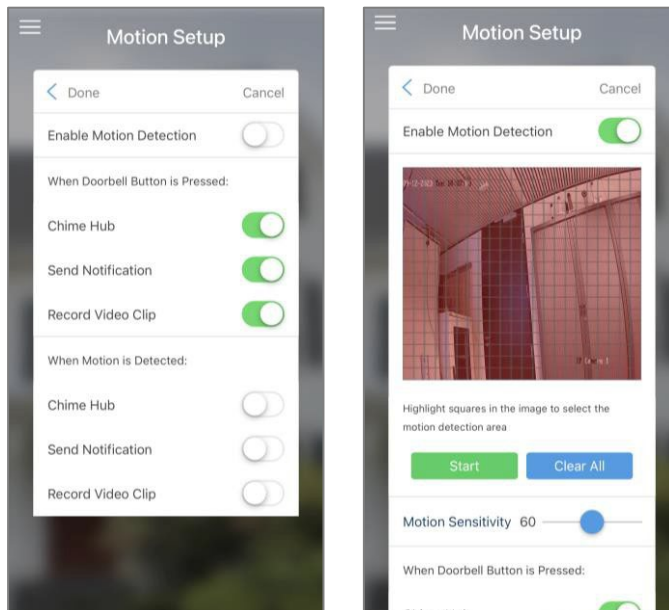 Motion Setup
Done Cancel
Enable Motion Detection
When Doorbell Button is Pressed:
Chime Hub
Send Notification
Record Video Clip
When Motion is Detected:
Chime Hub
Send Notification
Record Video Clip
Motion Setup
Done Cancel
Enable Motion Detection
Highlight squares in the image to select the
motion detection area
Start Clear All
Motion Sensitivity 60
When Doorbell Button is Pressed: